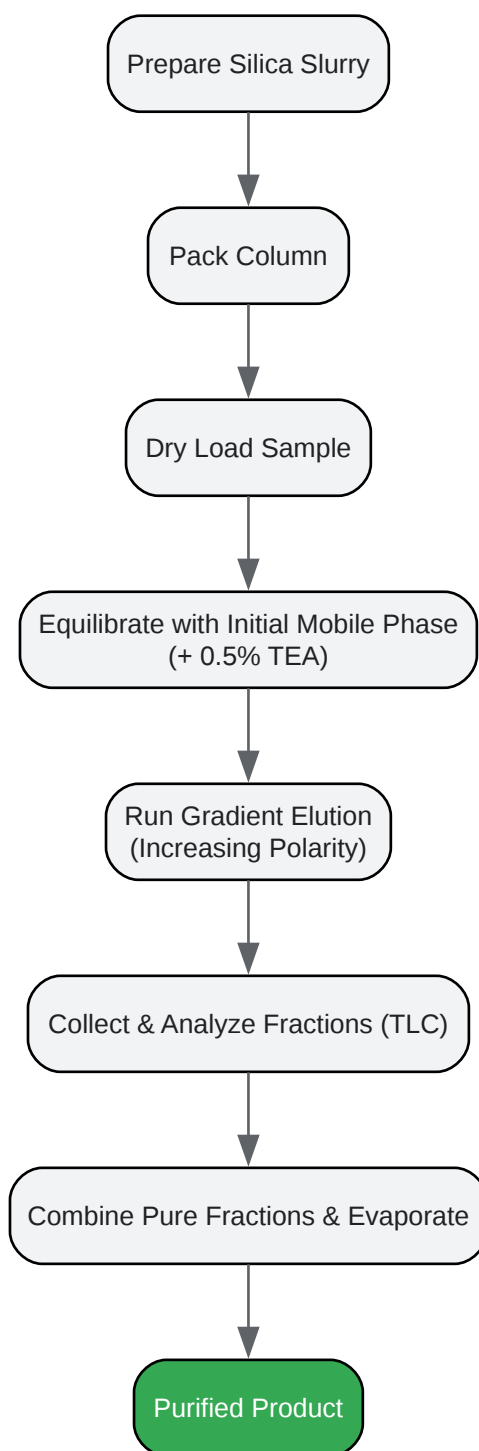 Prepare Silica Slurry
Pack Column
Dry Load Sample
Equilibrate with Initial Mobile Phase
(+ 0.5% TEA)
Run Gradient Elution
(Increasing Polarity)
Collect & Analyze Fractions (TLC)
Combine Pure Fractions & Evaporate
Purified Product